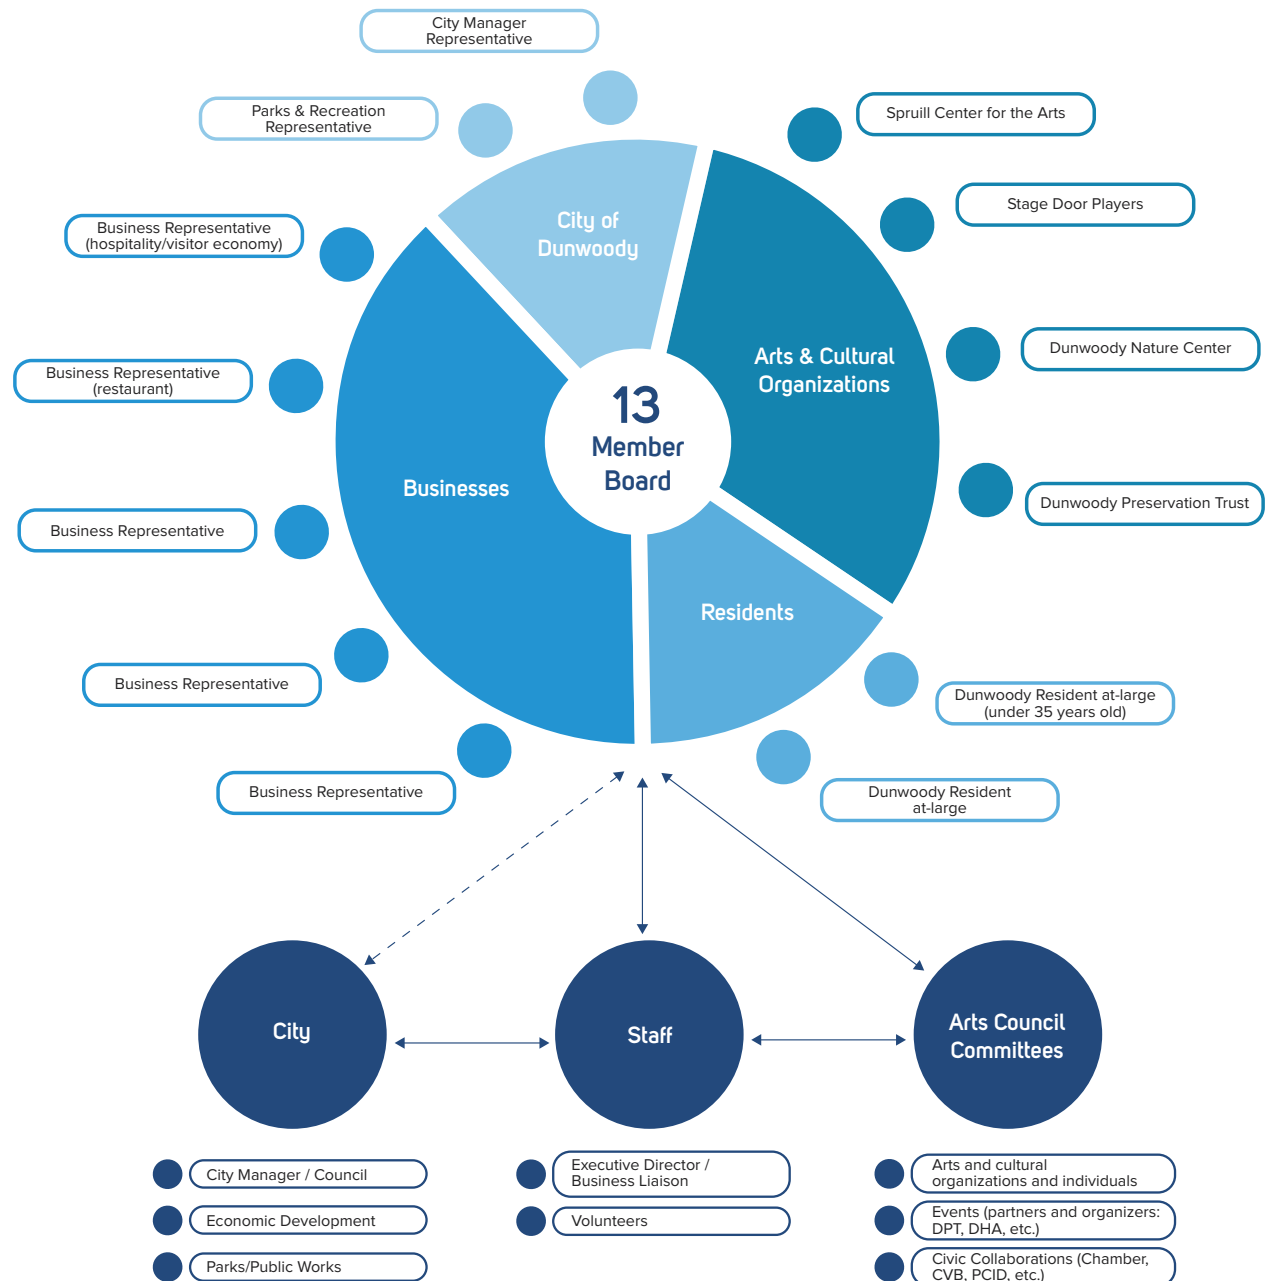 City Manager
Representative
Parks & Recreation
Representative
Spruill Center for the Arts
Stage Door Players
Business Representative
(hospitality/visitor economy)
City of
Dunwoody
Arts & Cultural
Organizations
Dunwoody Nature Center
Business Representative
(restaurant)
13
Member
Board
Businesses
Dunwoody Preservation Trust
Business Representative
Residents
Business Representative
Dunwoody Resident at-large
(under 35 years old)
Business Representative
Dunwoody Resident
at-large
City
Staff
Arts Council
Committees
City Manager / Council
Economic Development
Parks/Public Works
Executive Director /
Business Liaison
Volunteers
Arts and cultural
organizations and individuals
Events (partners and organizers:
DPT, DHA, etc.)
Civic Collaborations (Chamber,
CVB, PCID, etc.)